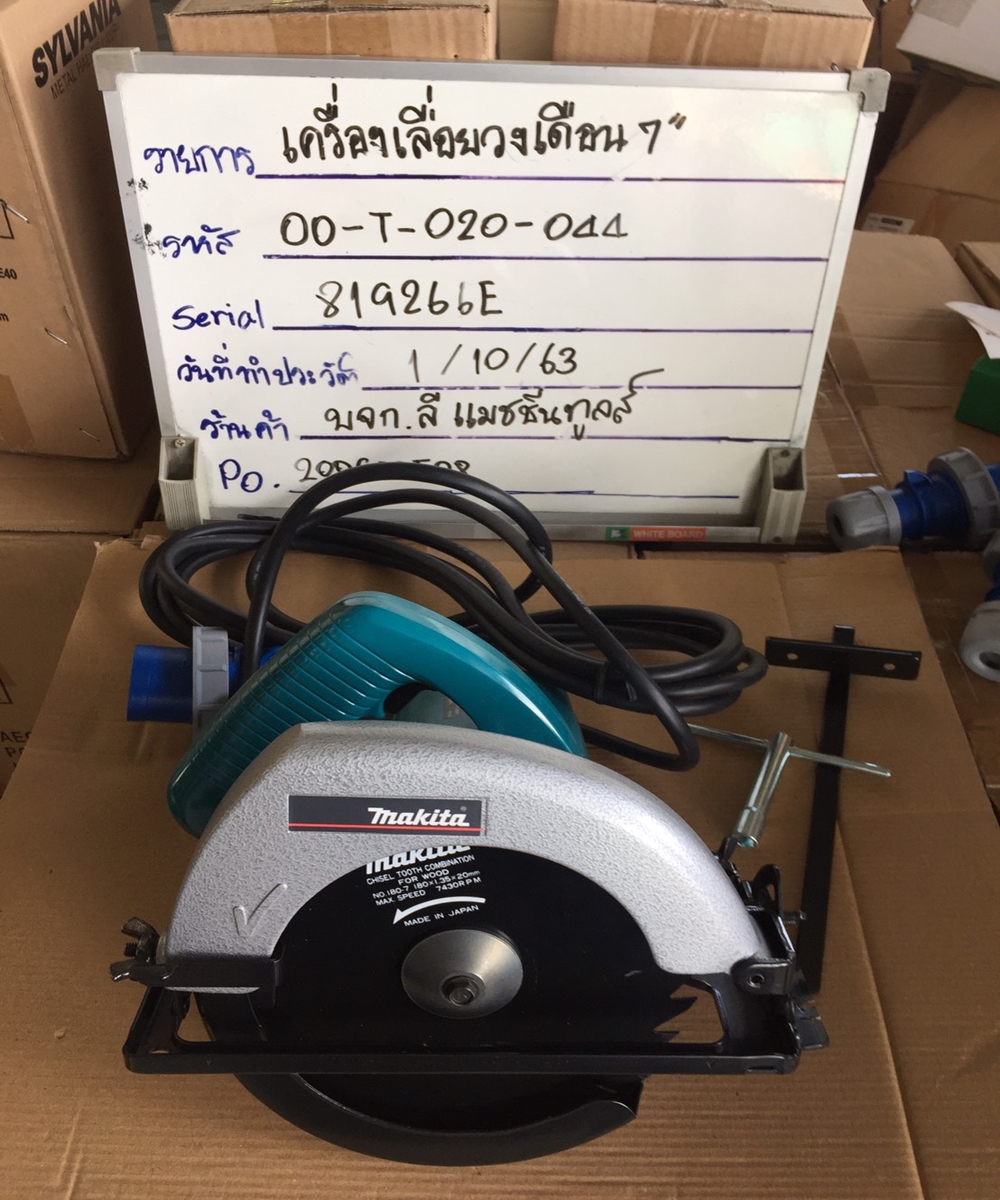 SYLVANIA
METAL
รายการ เครื่องเลื่อยวงเดือน 7"
รหัส 00-T-020-044
Serial 819266E
วันที่ทำประวัติ 1/10/63
ร้านค้า บจก.ลี แมชชีนทูลส์
PO.
WHITE BOARD
E40
makita
makita
CHISEL TOOTH COMBINATION
FOR WOOD
NO.180-7 180×1.35×20mm
MAX. SPEED 7430RPM
MADE IN JAPAN